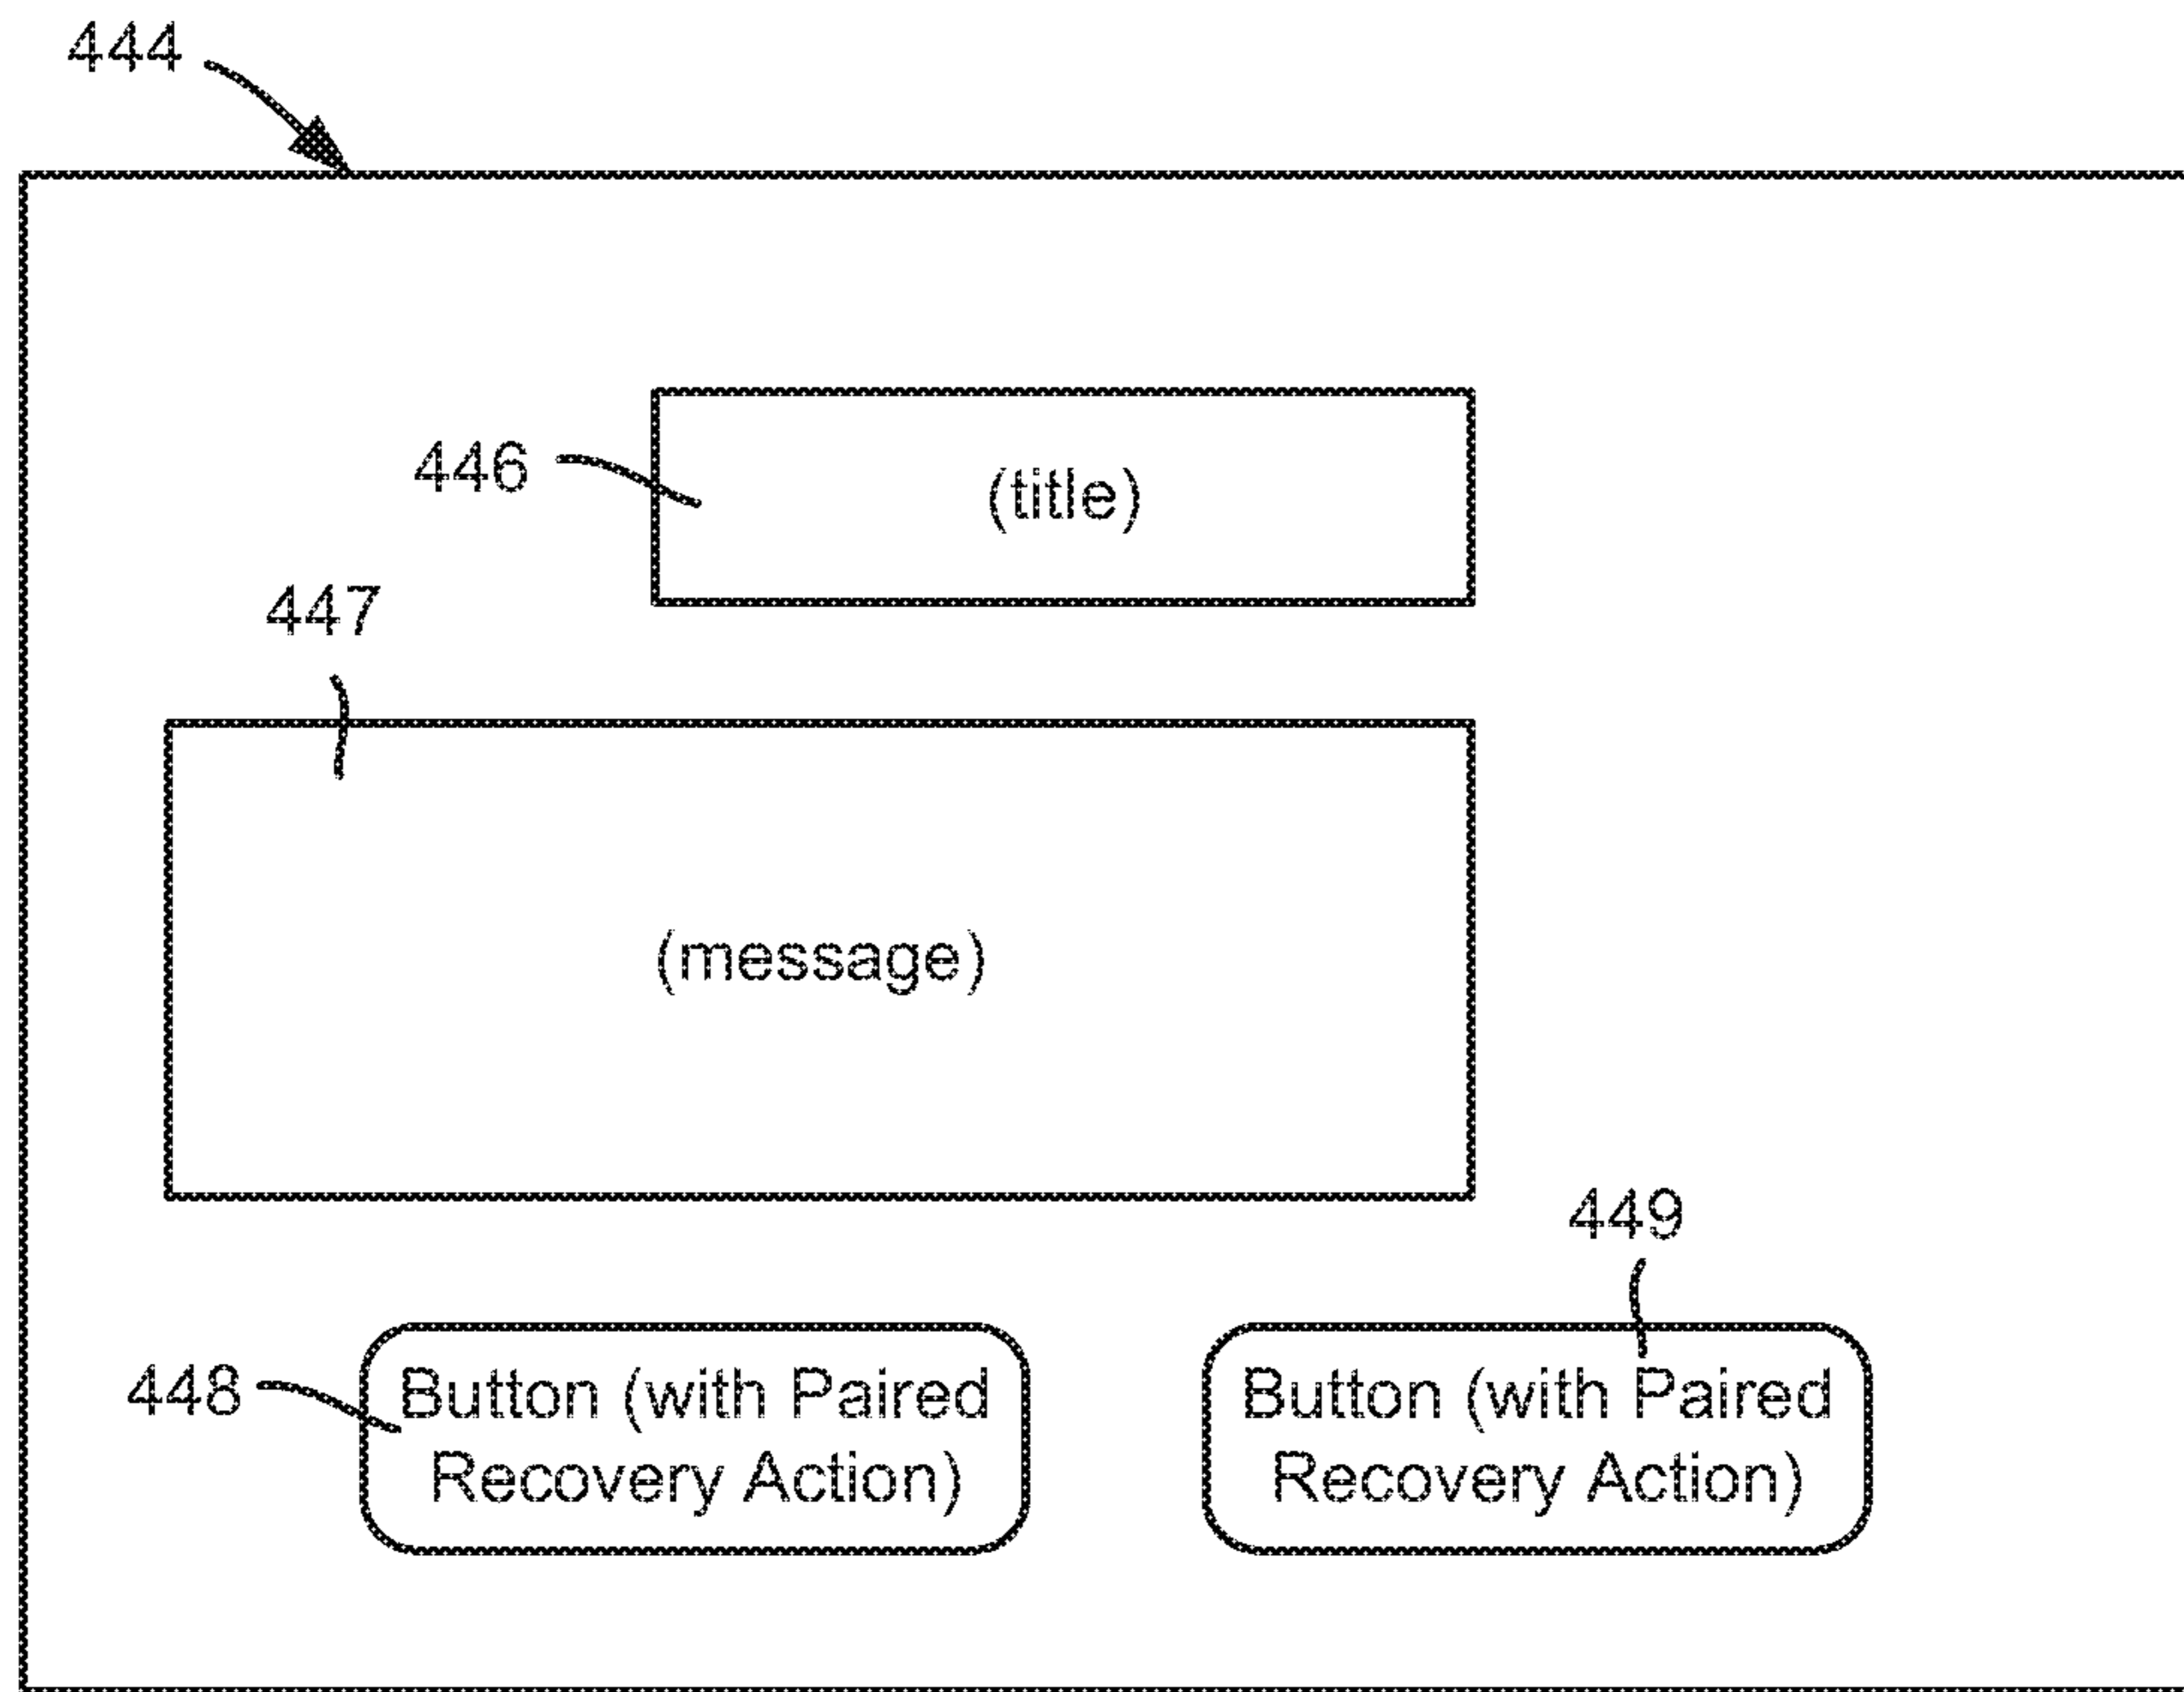 444
446
(title)
447
(message)
449
448
Button (with Paired
Recovery Action)
Button (with Paired
Recovery Action)